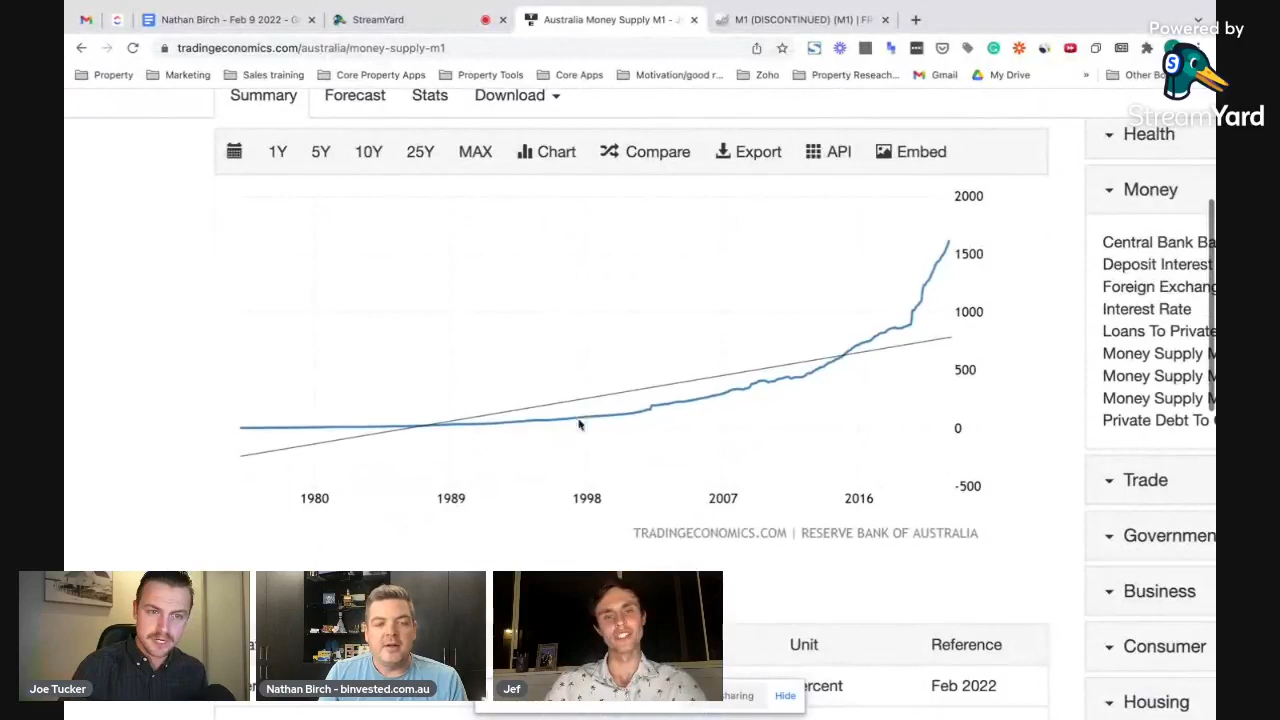 Nathan Birch - Feb 9 2022 - G
StreamYard
Australia Money Supply M1 -
M1 (DISCONTINUED) (M1) | FR
Powered by
StreamYard
tradingeconomics.com/australia/money-supply-m1
Property
Marketing
Sales training
Core Property Apps
Property Tools
Core Apps
Motivation/good r...
Zoho
Property Reseach...
Gmail
My Drive
»
Other Bo
Summary
Forecast
Stats
Download
1Y
5Y
10Y
25Y
MAX
Chart
Compare
Export
API
Embed
2000
1500
1000
500
0
-500
1980
1989
1998
2007
2016
TRADINGECONOMICS.COM | RESERVE BANK OF AUSTRALIA
Health
Money
Central Bank Ba
Deposit Interest
Foreign Exchang
Interest Rate
Loans To Private
Money Supply M
Money Supply M
Money Supply M
Private Debt To G
Trade
Governmen
Business
Consumer
Housing
Unit
Reference
ercent
Feb 2022
sharing
Hide
Joe Tucker
Nathan Birch - binvested.com.au
Jef